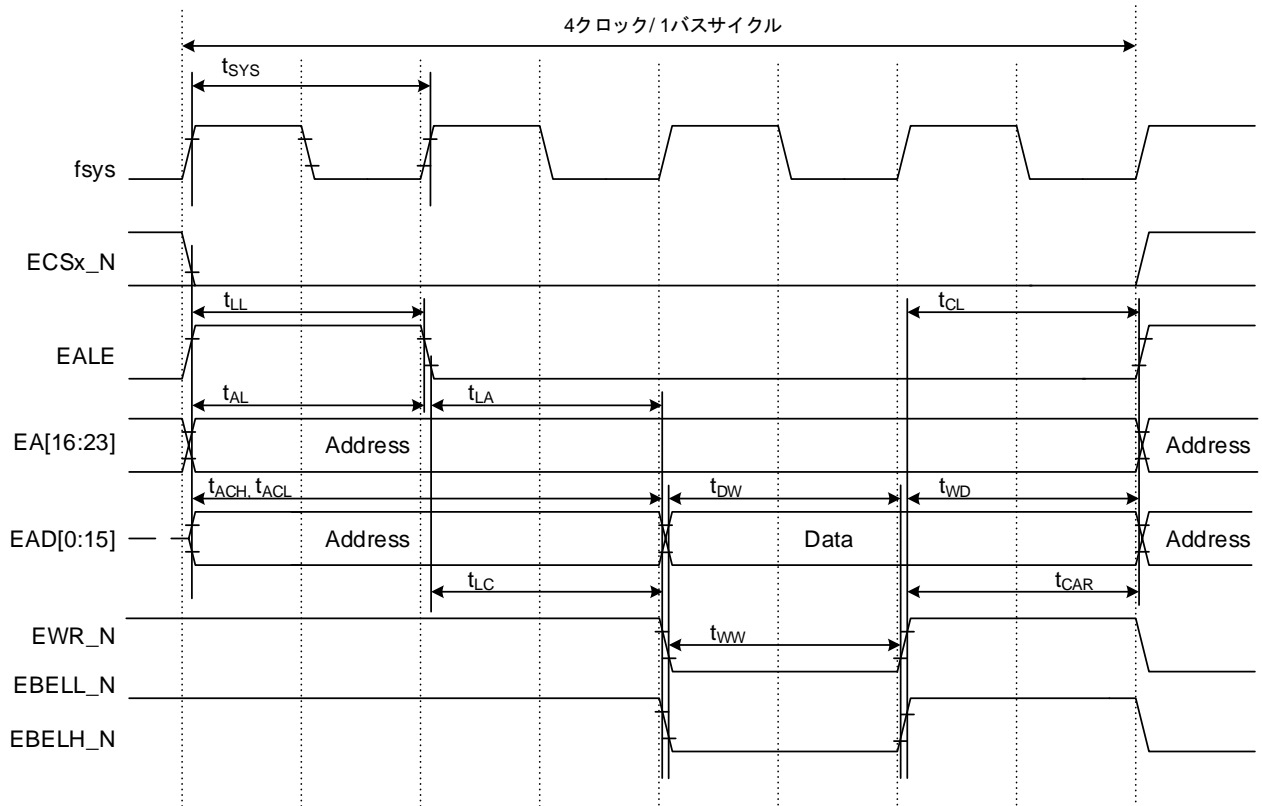 4クロック/1バスサイクル
tSYS
fsys
ECSx_N
tLL
tCL
EALE
tAL
tLA
EA[16:23]
Address
Address
tACH, tACL
tDW
tWD
EAD[0:15]
Address
Data
Address
tLC
tCAR
EWR_N
tWW
EBELL_N
EBELH_N